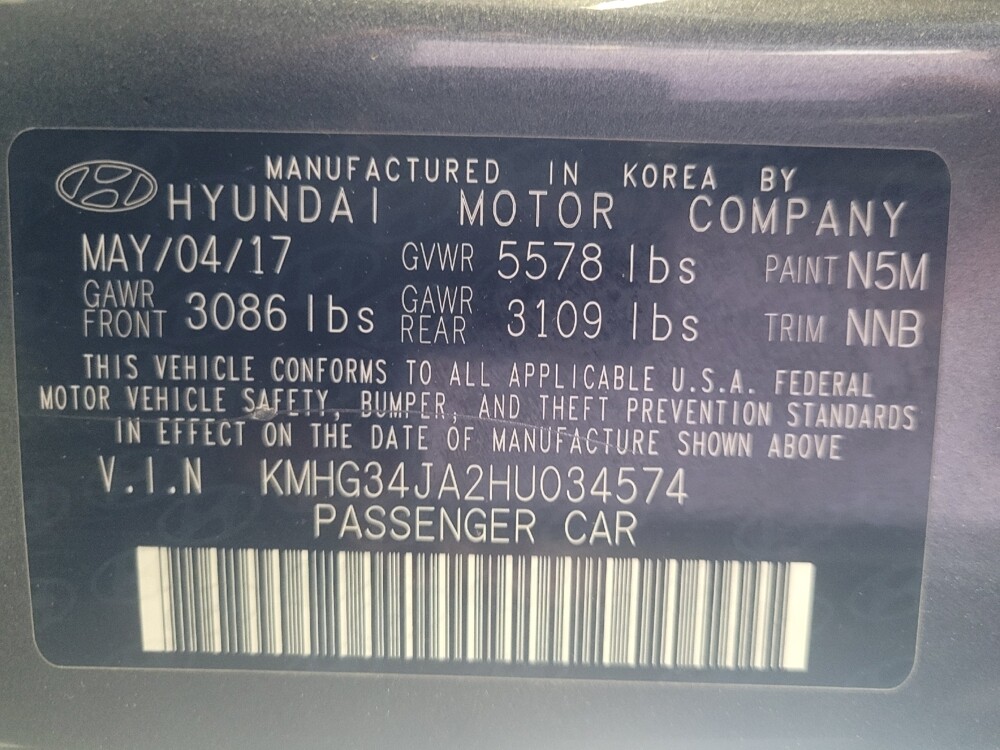 MANUFACTURED IN KOREA BY
HYUNDAI MOTOR COMPANY
MAY/04/17 GVWR 5578 lbs PAINT N5M
GAWR FRONT 3086 lbs GAWR REAR 3109 lbs TRIM NNB
THIS VEHICLE CONFORMS TO ALL APPLICABLE U.S.A. FEDERAL
MOTOR VEHICLE SAFETY, BUMPER, AND THEFT PREVENTION STANDARDS
IN EFFECT ON THE DATE OF MANUFACTURE SHOWN ABOVE
V.I.N KMHG34JA2HU034574
PASSENGER CAR